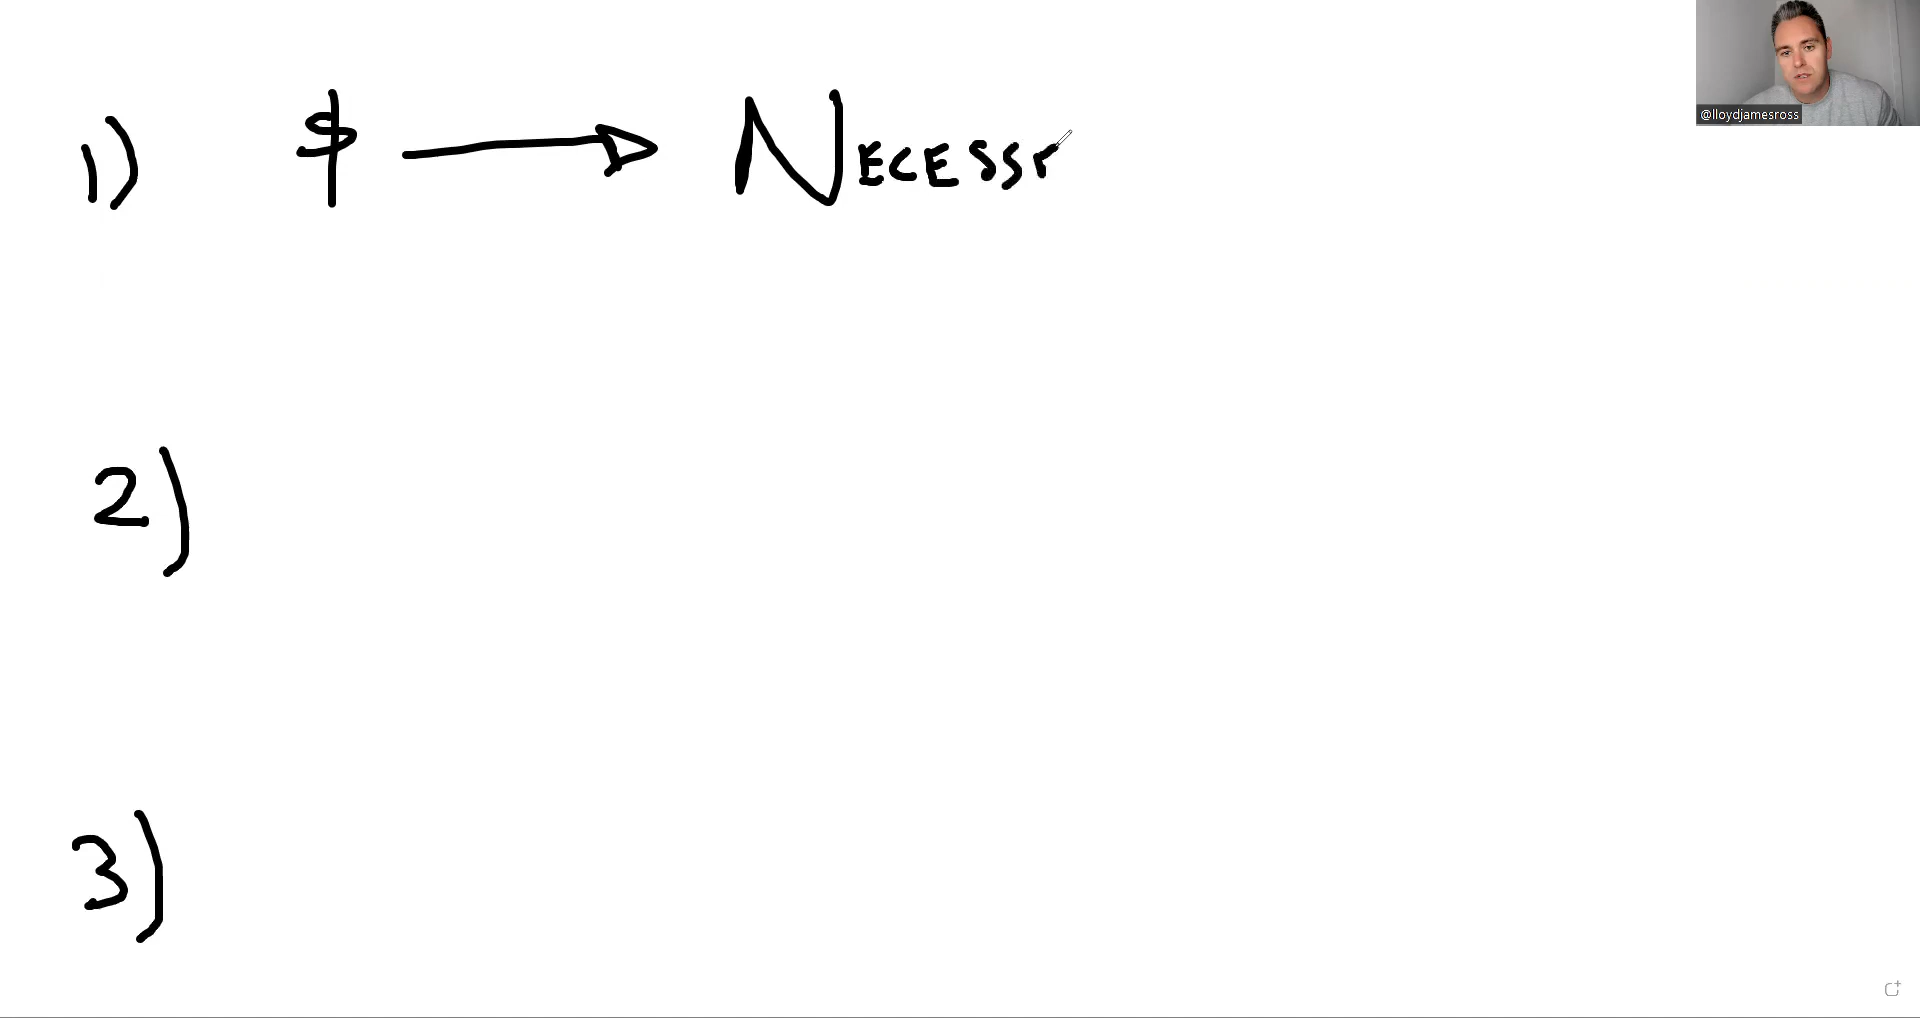 @lloydjamesross
1) $ → NECESSR
2)
3)